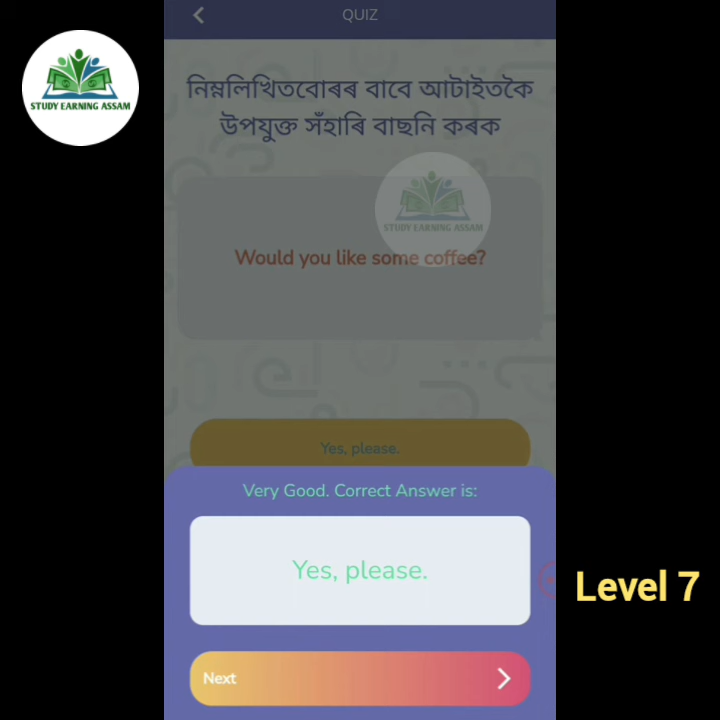 QUIZ
STUDY EARNING ASSAM
নিম্নলিখিতবোৰৰ বাবে আটাইতকৈ
উপযুক্ত সঁহাৰি বাছনি কৰক
STUDY EARNING ASSAM
Would you like some coffee?
Yes, please.
Very Good. Correct Answer is:
Yes, please.
Level 7
Next